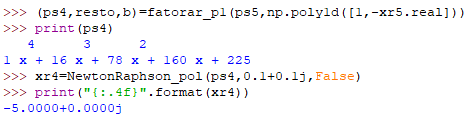 >>> (ps4,resto,b)=fatorar_pl(ps5,np.poly1d([1,-xr5.real]))
>>> print(ps4)
   4      3      2
1 x + 16 x + 78 x + 160 x + 225
>>> xr4=NewtonRaphson_pol(ps4,0.1+0.1j,False)
>>> print("{:.4f}".format(xr4))
-5.0000+0.0000j